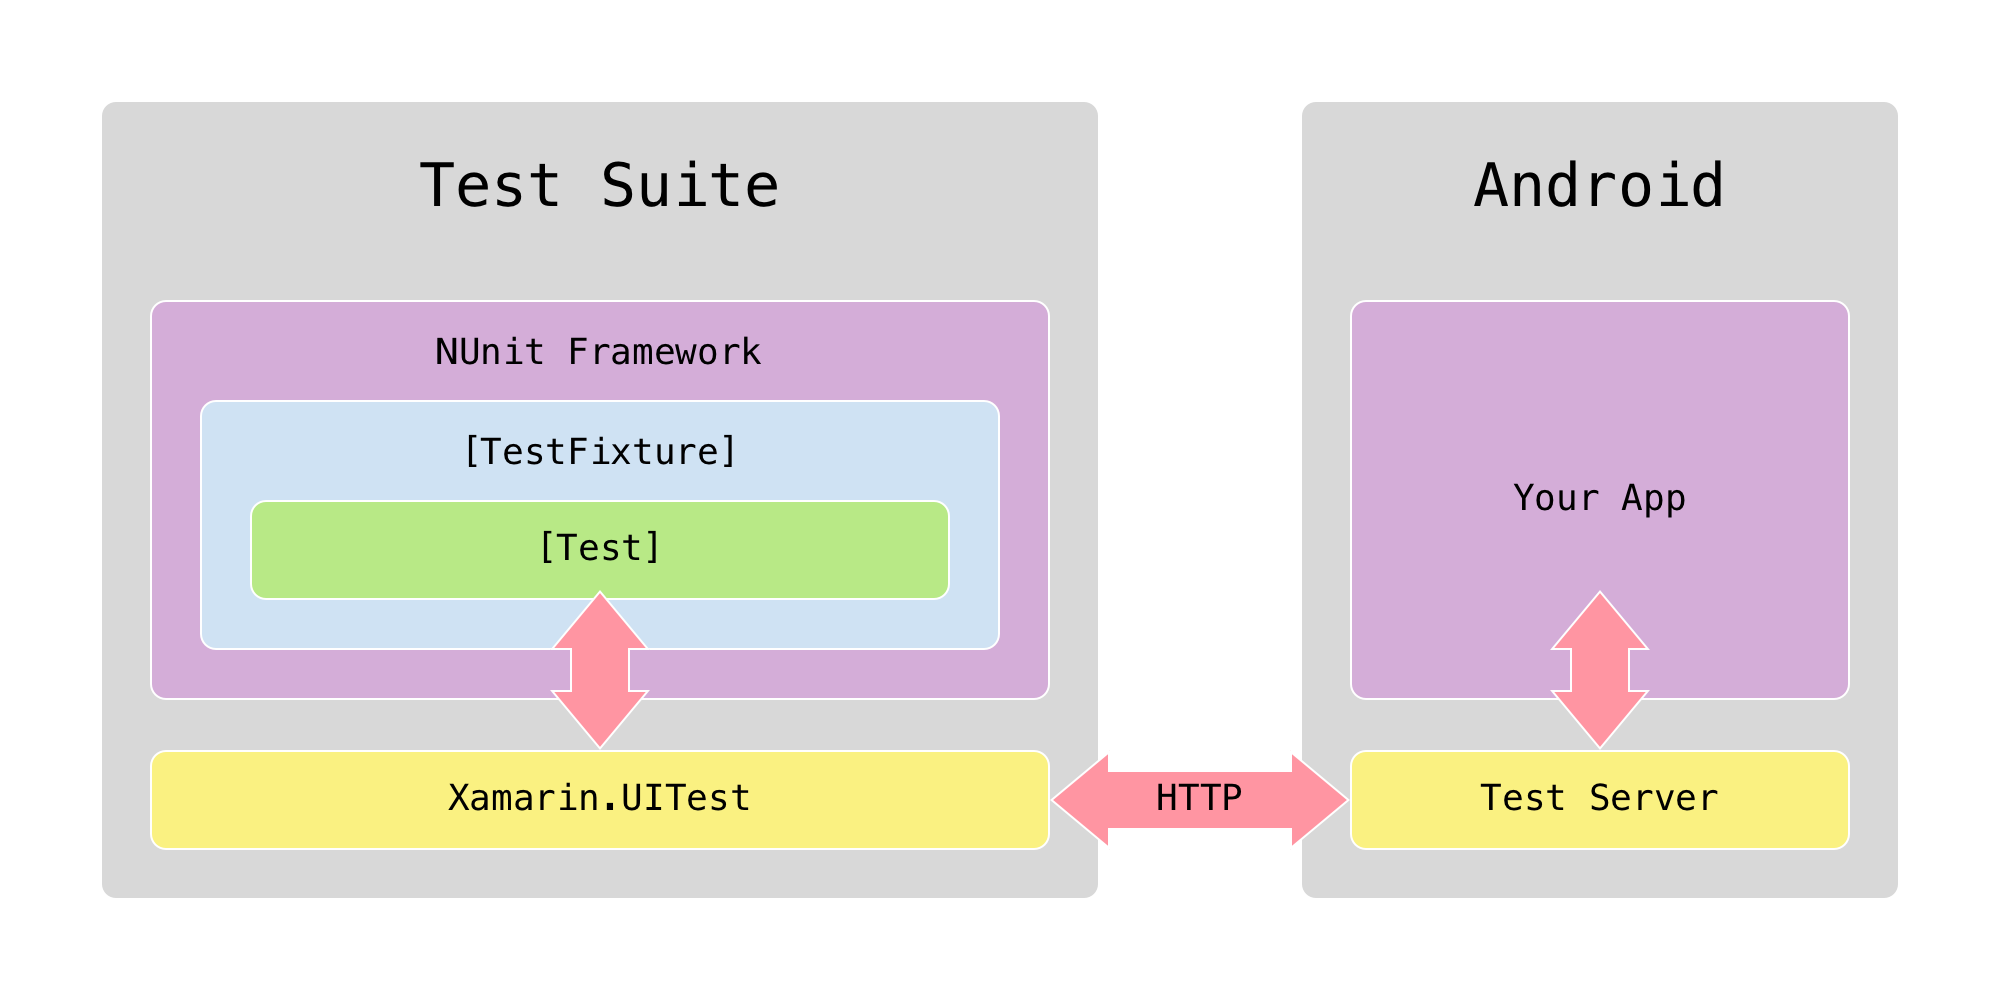 Test Suite
NUnit Framework
[TestFixture]
[Test]
Xamarin.UITest
HTTP
Android
Your App
Test Server